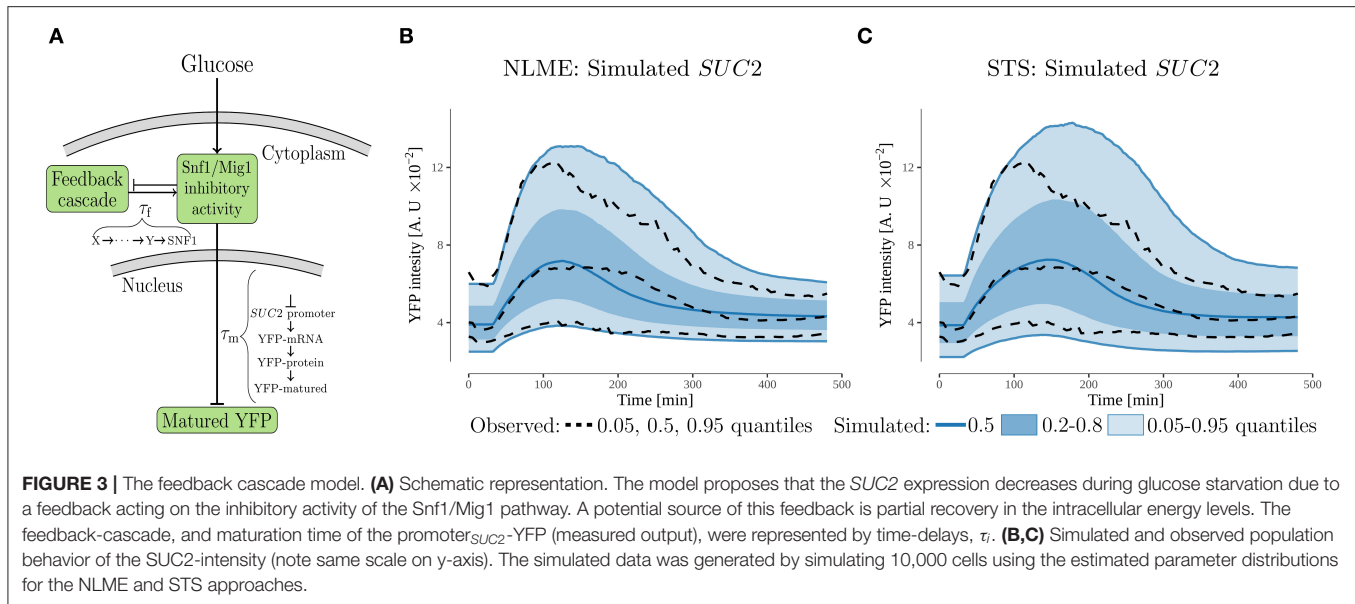 A
Glucose
Cytoplasm
Feedback
cascade
Snf1/Mig1
inhibitory
activity
τf
X→⋯→Y→SNF1
Nucleus
τm
SUC2 promoter
YFP-mRNA
YFP-protein
YFP-matured
Matured YFP
B
NLME: Simulated SUC2
YFP intesity [A. U ×10⁻²]
12
8
4
0
100
200
300
400
500
Time [min]
C
STS: Simulated SUC2
YFP intensity [A. U ×10⁻²]
12
8
4
0
100
200
300
400
500
Time [min]
Observed: 0.05, 0.5, 0.95 quantiles Simulated: 0.5 0.2-0.8 0.05-0.95 quantiles
FIGURE 3 | The feedback cascade model. (A) Schematic representation. The model proposes that the SUC2 expression decreases during glucose starvation due to
a feedback acting on the inhibitory activity of the Snf1/Mig1 pathway. A potential source of this feedback is partial recovery in the intracellular energy levels. The
feedback-cascade, and maturation time of the promoterSUC2-YFP (measured output), were represented by time-delays, τi. (B,C) Simulated and observed population
behavior of the SUC2-intensity (note same scale on y-axis). The simulated data was generated by simulating 10,000 cells using the estimated parameter distributions
for the NLME and STS approaches.